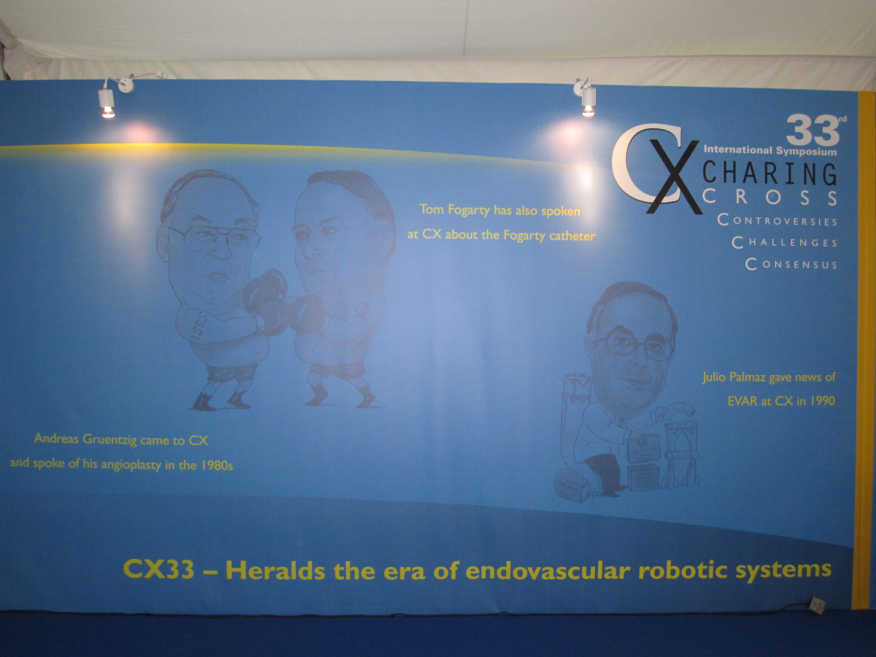 33rd
International Symposium
CX
CHARING
CROSS
CONTROVERSIES
CHALLENGES
CONSENSUS
Tom Fogarty has also spoken
at CX about the Fogarty catheter
Julio Palmaz gave news of
EVAR at CX in 1990
Andreas Gruentzig came to CX
and spoke of his angioplasty in the 1980s
CX33 – Heralds the era of endovascular robotic systems